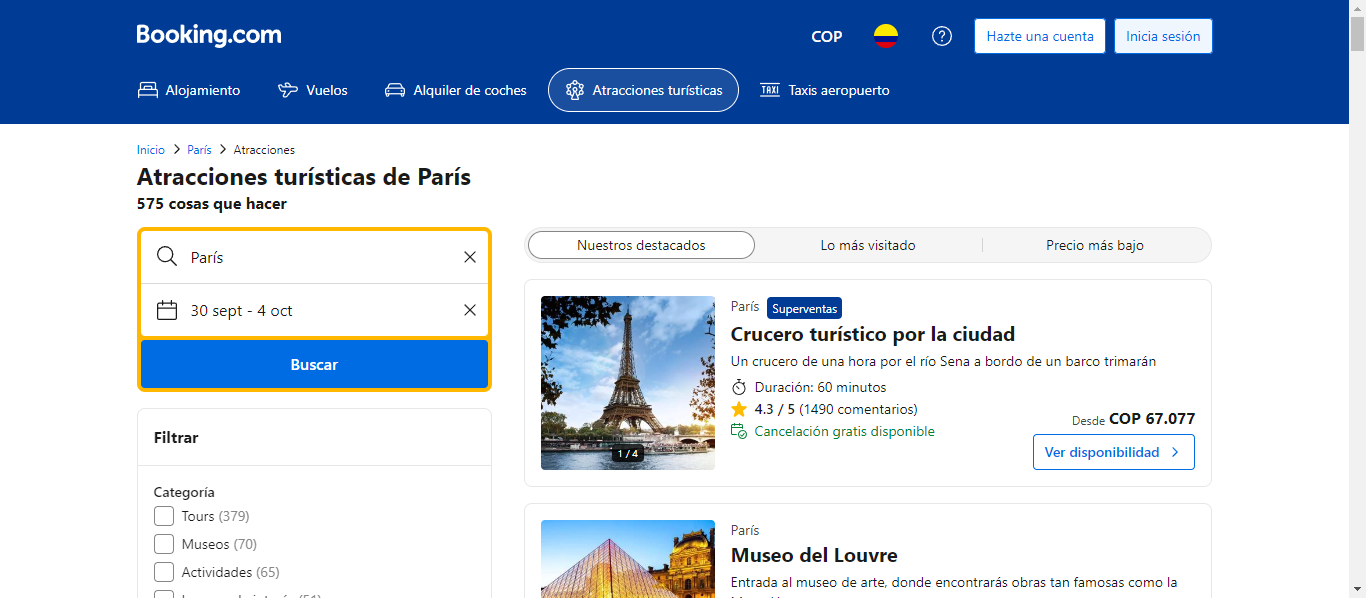 Booking.com
COP
Hazte una cuenta
Inicia sesión
Alojamiento
Vuelos
Alquiler de coches
Atracciones turísticas
TAXI
Taxis aeropuerto
Inicio > París > Atracciones
Atracciones turísticas de París
575 cosas que hacer
París
30 sept - 4 oct
Buscar
Filtrar
Categoría
Tours (379)
Museos (70)
Actividades (65)
Nuestros destacados
Lo más visitado
Precio más bajo
1 / 4
París Superventas
Crucero turístico por la ciudad
Un crucero de una hora por el río Sena a bordo de un barco trimarán
Duración: 60 minutos
4.3 / 5 (1490 comentarios)
Cancelación gratis disponible
Desde COP 67.077
Ver disponibilidad
París
Museo del Louvre
Entrada al museo de arte, donde encontrarás obras tan famosas como la